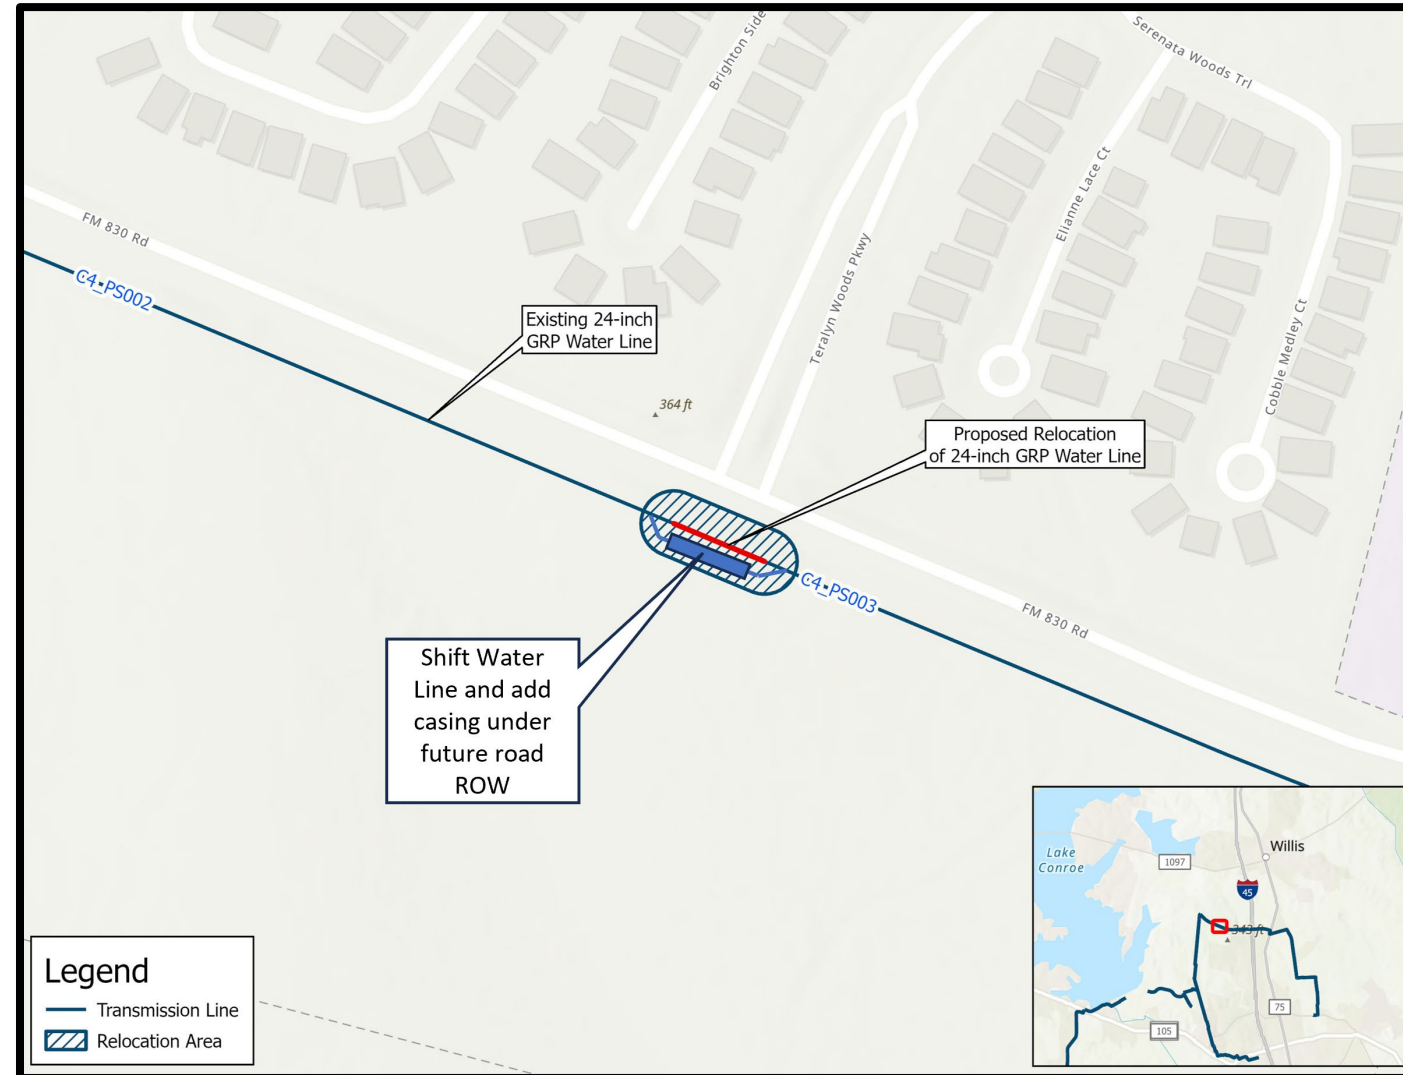 Serenata Woods Trl
Brighton Side
Elianne Lace Ct
FM 830 Rd
Teralyn Woods Pkwy
C4_PS002
Existing 24-inch
GRP Water Line
Cobble Medley Ct
364 ft
Proposed Relocation
of 24-inch GRP Water Line
C4_PS003
FM 830 Rd
Shift Water
Line and add
casing under
future road
ROW
Legend
Transmission Line
Relocation Area
Lake
Conroe
1097
Willis
45
343 ft
75
105